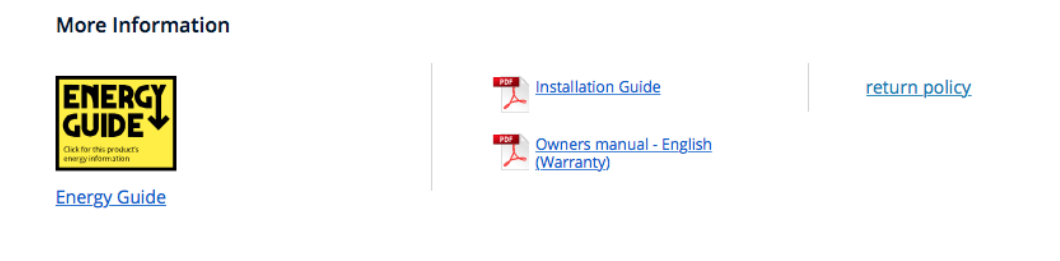 More Information
ENERGY
GUIDE
Click for this product's
energy information
Energy Guide
PDF
Installation Guide
PDF
Owners manual - English
(Warranty)
return policy